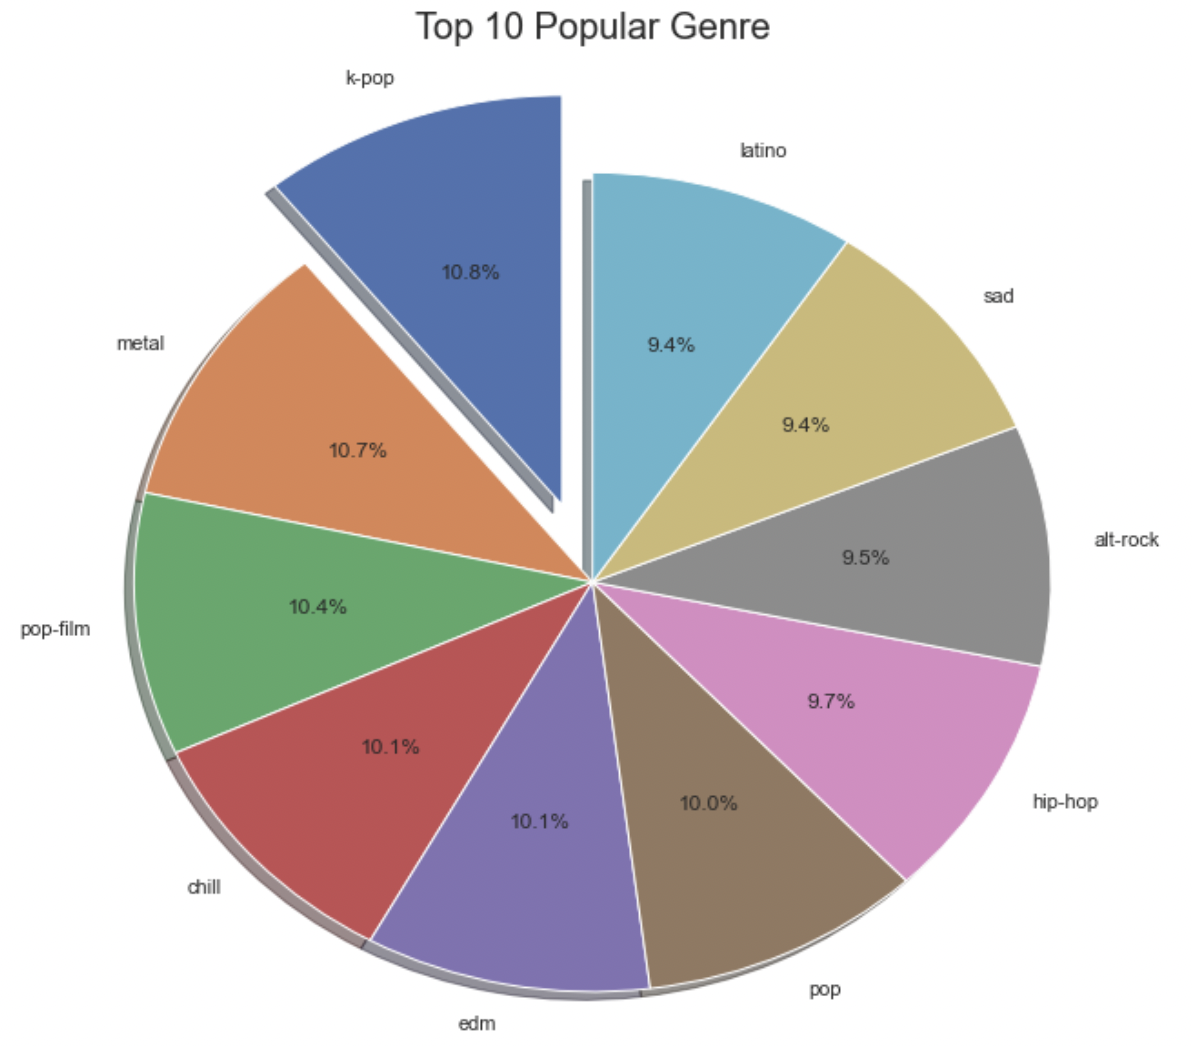 Top 10 Popular Genre
k-pop
latino
sad
10.8%
9.4%
metal
9.4%
10.7%
alt-rock
9.5%
10.4%
pop-film
9.7%
10.1%
hip-hop
10.0%
10.1%
chill
pop
edm